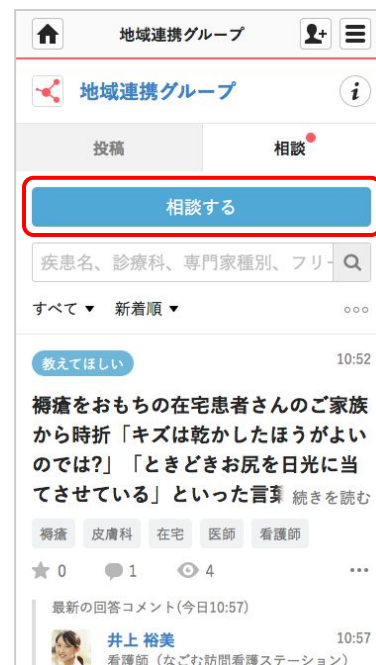 地域連携グループ
地域連携グループ
投稿
相談
相談する
疾患名、診療科、専門家種別、フリー
すべて ▼ 新着順 ▼
教えてほしい
10:52
褥瘡をおもちの在宅患者さんのご家族
から時折「キズは乾かしたほうがよい
のでは?」「ときどきお尻を日光に当
てさせている」といった言葉 続きを読む
褥瘡 皮膚科 在宅 医師 看護師
0 1 4
最新の回答コメント(今日10:57)
井上 裕美 10:57
看護師（なごむ訪問看護ステーション）